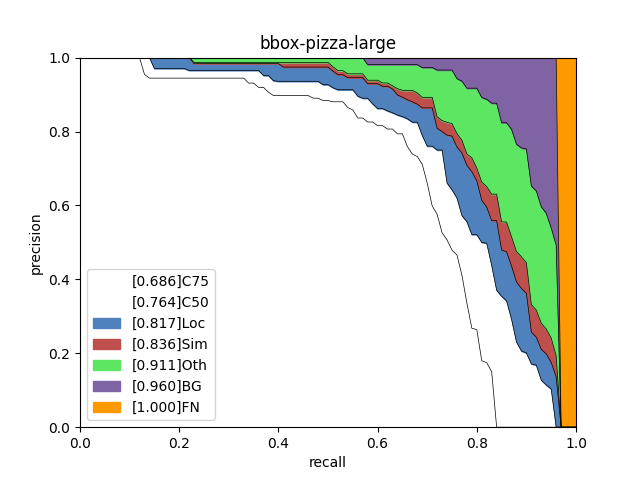 bbox-pizza-large
1.0
0.8
0.6
0.4
0.2
0.0
precision
[0.686]C75
[0.764]C50
[0.817]Loc
[0.836]Sim
[0.911]Oth
[0.960]BG
[1.000]FN
0.0 0.2 0.4 0.6 0.8 1.0
recall